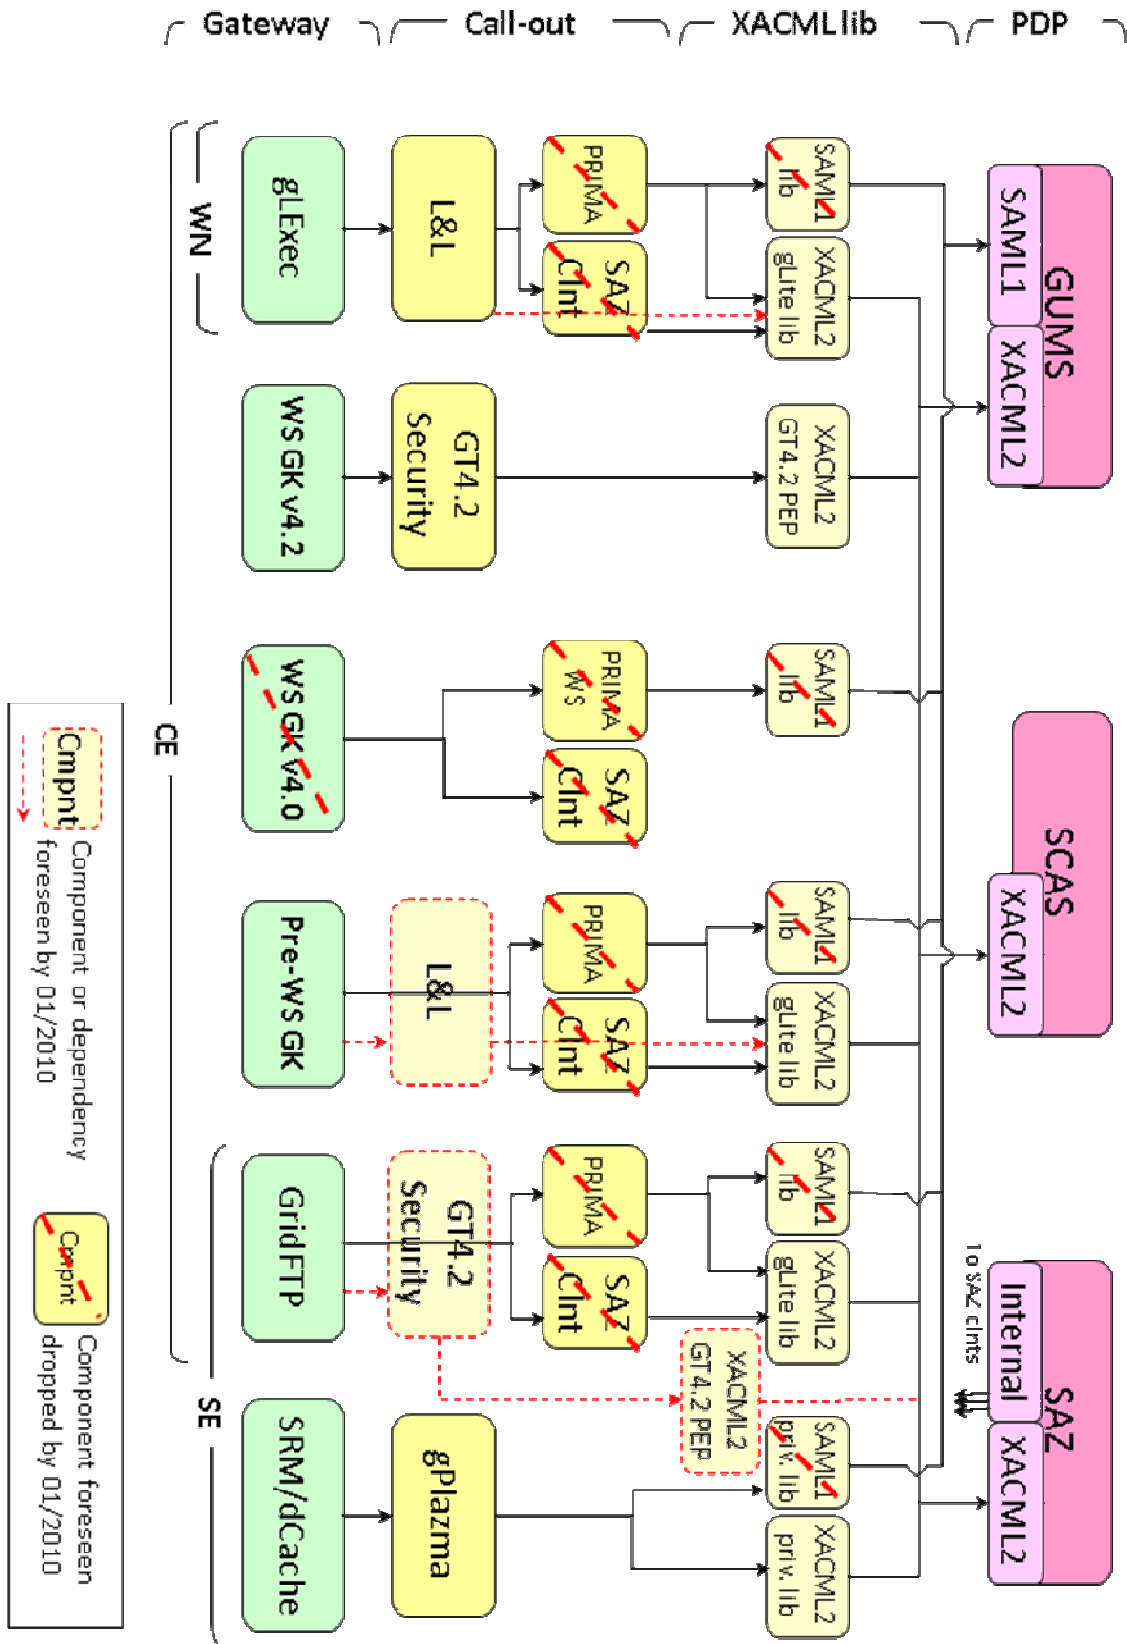 Gateway
Call-out
XACML lib
PDP
GUMS
SAML1
XACML2
SCAS
XACML2
SAZ
Internal
XACML2
To SAZ clnts
SAML1
lib
XACML2
gLite lib
XACML2
GT4.2 PEP
SAML1
lib
SAML1
lib
XACML2
gLite lib
SAML1
lib
XACML2
gLite lib
XACML2
GT4.2 PEP
SAML1
priv. lib
XACML2
priv. lib
PRIMA
SAZ
Clnt
PRIMA
WS
SAZ
Clnt
PRIMA
SAZ
Clnt
PRIMA
SAZ
Clnt
L&L
GT4.2
Security
L&L
GT4.2
Security
gPlazma
gLExec
WS GK v4.2
WS GK v4.0
Pre-WS GK
GridFTP
SRM/dCache
WN
SE
CE
Cmpnt
Component or dependency
foreseen by 01/2010
Cmpnt
Component foreseen
dropped by 01/2010